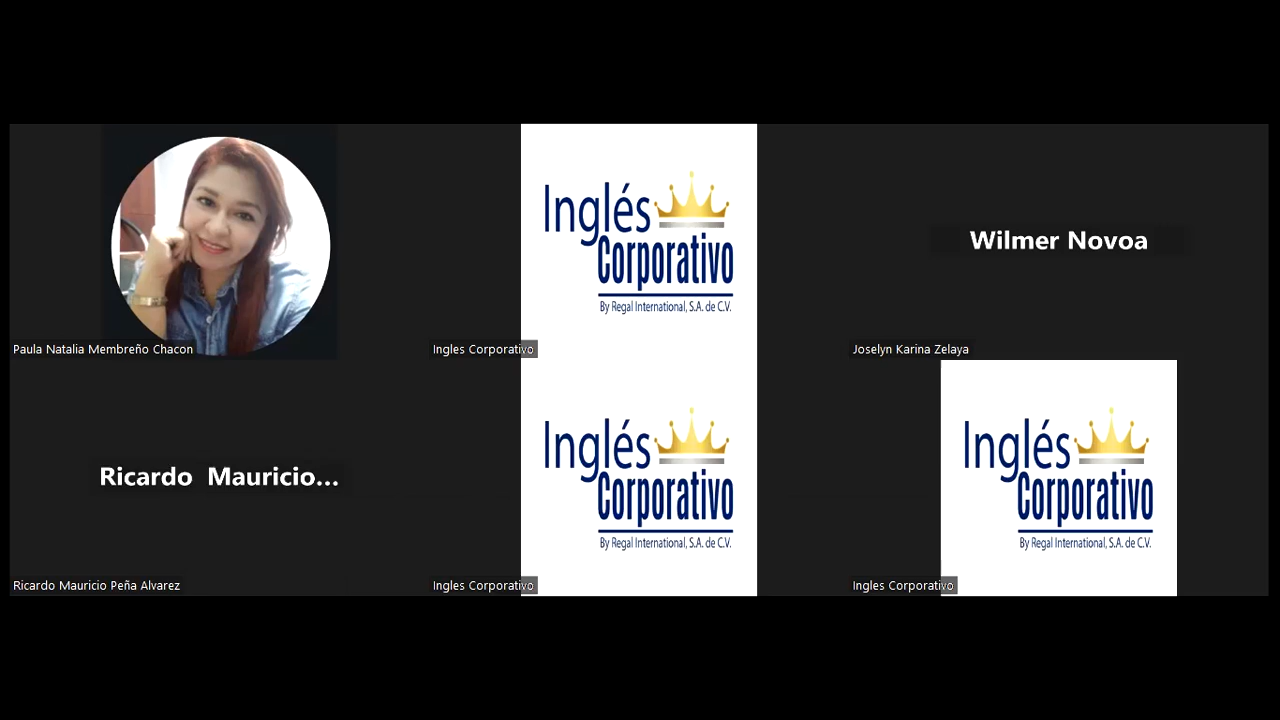 Inglés
Corporativo
By Regal International, S.A. de C.V.
Wilmer Novoa
Paula Natalia Membreño Chacon
Ingles Corporativo
Joselyn Karina Zelaya
Ricardo Mauricio...
Inglés
Corporativo
By Regal International, S.A. de C.V.
Inglés
Corporativo
By Regal International, S.A. de C.V.
Ricardo Mauricio Peña Alvarez
Ingles Corporativo
Ingles Corporativo